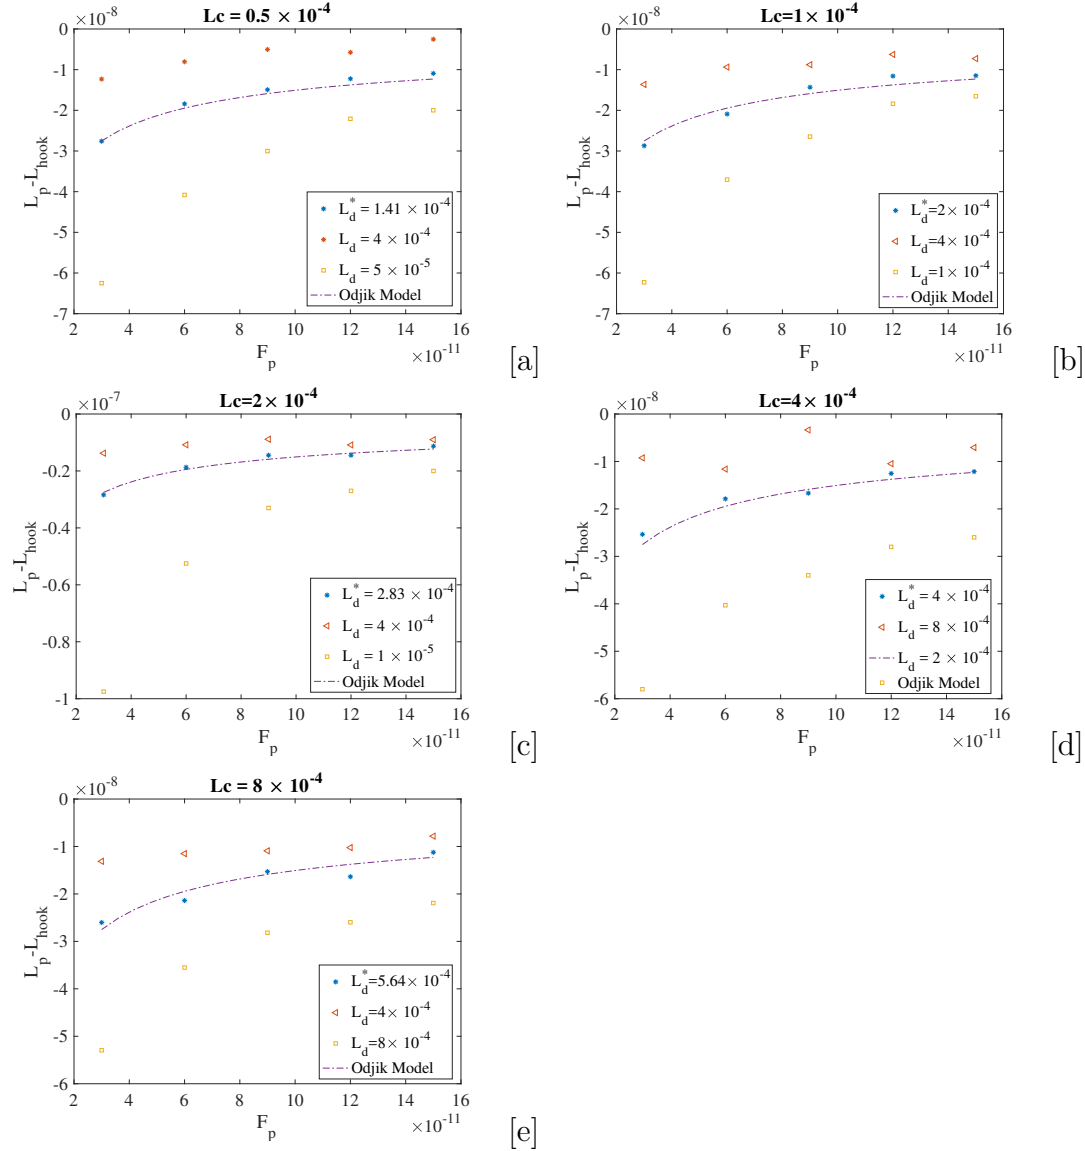 ×10^-8
Lc = 0.5 × 10^-4
0
-1
-2
-3
-4
-5
-6
-7
L_p-L_hook
L_d^* = 1.41 × 10^-4
L_d = 4 × 10^-4
L_d = 5 × 10^-5
Odjik Model
2 4 6 8 10 12 14 16
F_p
×10^-11
[a]
×10^-8
Lc=1× 10^-4
0
-1
-2
-3
-4
-5
-6
-7
L_p-L_hook
L_d^*=2× 10^-4
L_d=4× 10^-4
L_d=1× 10^-4
Odjik Model
2 4 6 8 10 12 14 16
F_p
×10^-11
[b]
×10^-7
Lc=2× 10^-4
0
-0.2
-0.4
-0.6
-0.8
-1
L_p-L_hook
L_d^* = 2.83 × 10^-4
L_d = 4 × 10^-4
L_d = 1 × 10^-5
Odjik Model
2 4 6 8 10 12 14 16
F_p
×10^-11
[c]
×10^-8
Lc=4× 10^-4
0
-1
-2
-3
-4
-5
-6
L_p-L_hook
L_d^* = 4 × 10^-4
L_d = 8 × 10^-4
L_d = 2 × 10^-4
Odjik Model
2 4 6 8 10 12 14 16
F_p
×10^-11
[d]
×10^-8
Lc = 8 × 10^-4
0
-1
-2
-3
-4
-5
-6
L_p-L_hook
L_d^*=5.64× 10^-4
L_d=4× 10^-4
L_d=8× 10^-4
Odjik Model
2 4 6 8 10 12 14 16
F_p
×10^-11
[e]